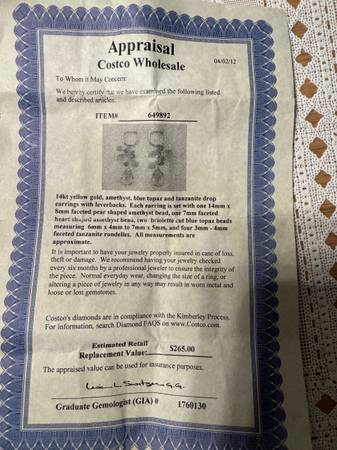 Appraisal
Costco Wholesale
04/02/12
To Whom it May Concern:
We hereby certify that we have examined the following listed
and described articles.
ITEM# 649892
14kt yellow gold, amethyst, blue topaz and tanzanite drop
earrings with leverbacks. Each earring is set with one 14mm x
8mm faceted pear shaped amethyst bead, one 7mm faceted
heart shaped amethyst bead, two briolette cut blue topaz beads
measuring 6mm x 4mm to 7mm x 5mm, and four 3mm - 4mm
faceted tanzanite rondelles. All measurements are
approximate.
It is important to have your jewelry properly insured in case of loss,
theft or damage. We recommend having your jewelry checked
every six months by a professional jeweler to ensure the integrity of
the piece. Normal everyday wear, changing the size of a ring, or
altering a piece of jewelry in any way may result in worn metal and
loose or lost gemstones.
Costco's diamonds are in compliance with the Kimberley Process.
For information, search Diamond FAQS on www.Costco.com.
Estimated Retail
Replacement Value: $265.00
The appraised value can be used for insurance purposes.
G.G.
Graduate Gemologist (GIA) # 1760130